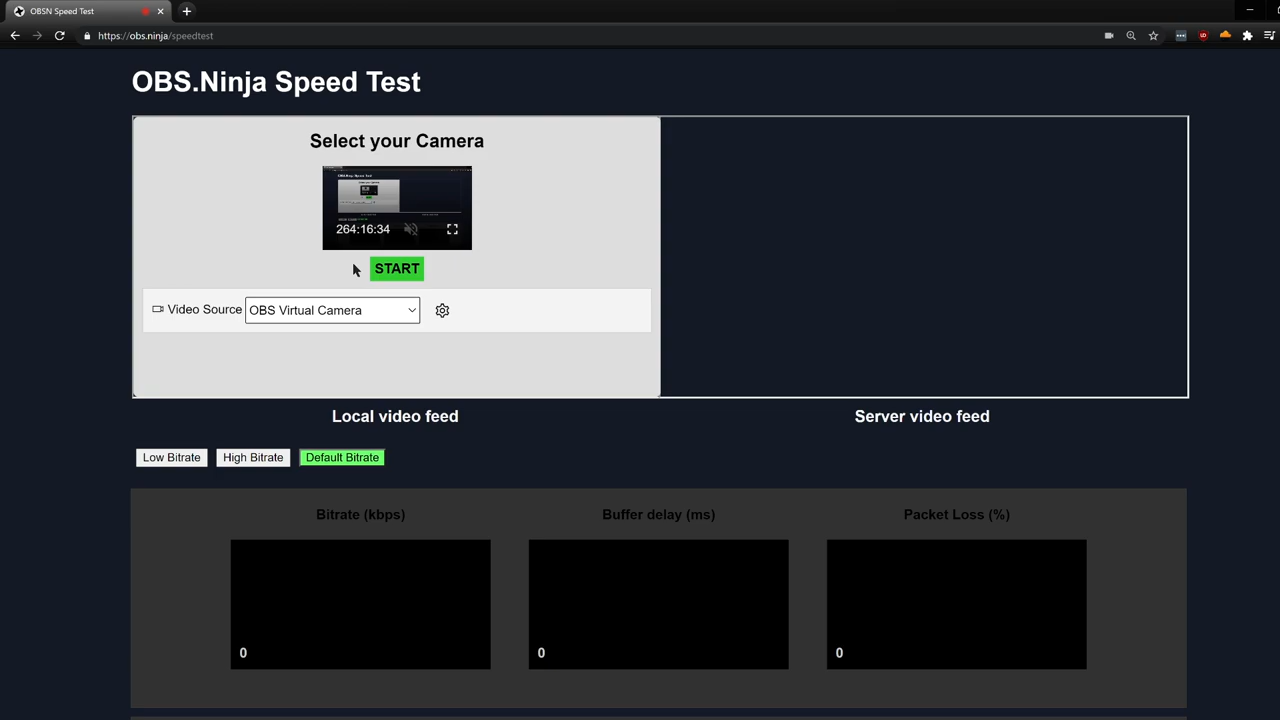 OBSN Speed Test
https://obs.ninja/speedtest
OBS.Ninja Speed Test
Select your Camera
264:16:34
START
Video Source OBS Virtual Camera
Local video feed
Server video feed
Low Bitrate
High Bitrate
Default Bitrate
Bitrate (kbps)
Buffer delay (ms)
Packet Loss (%)
0
0
0